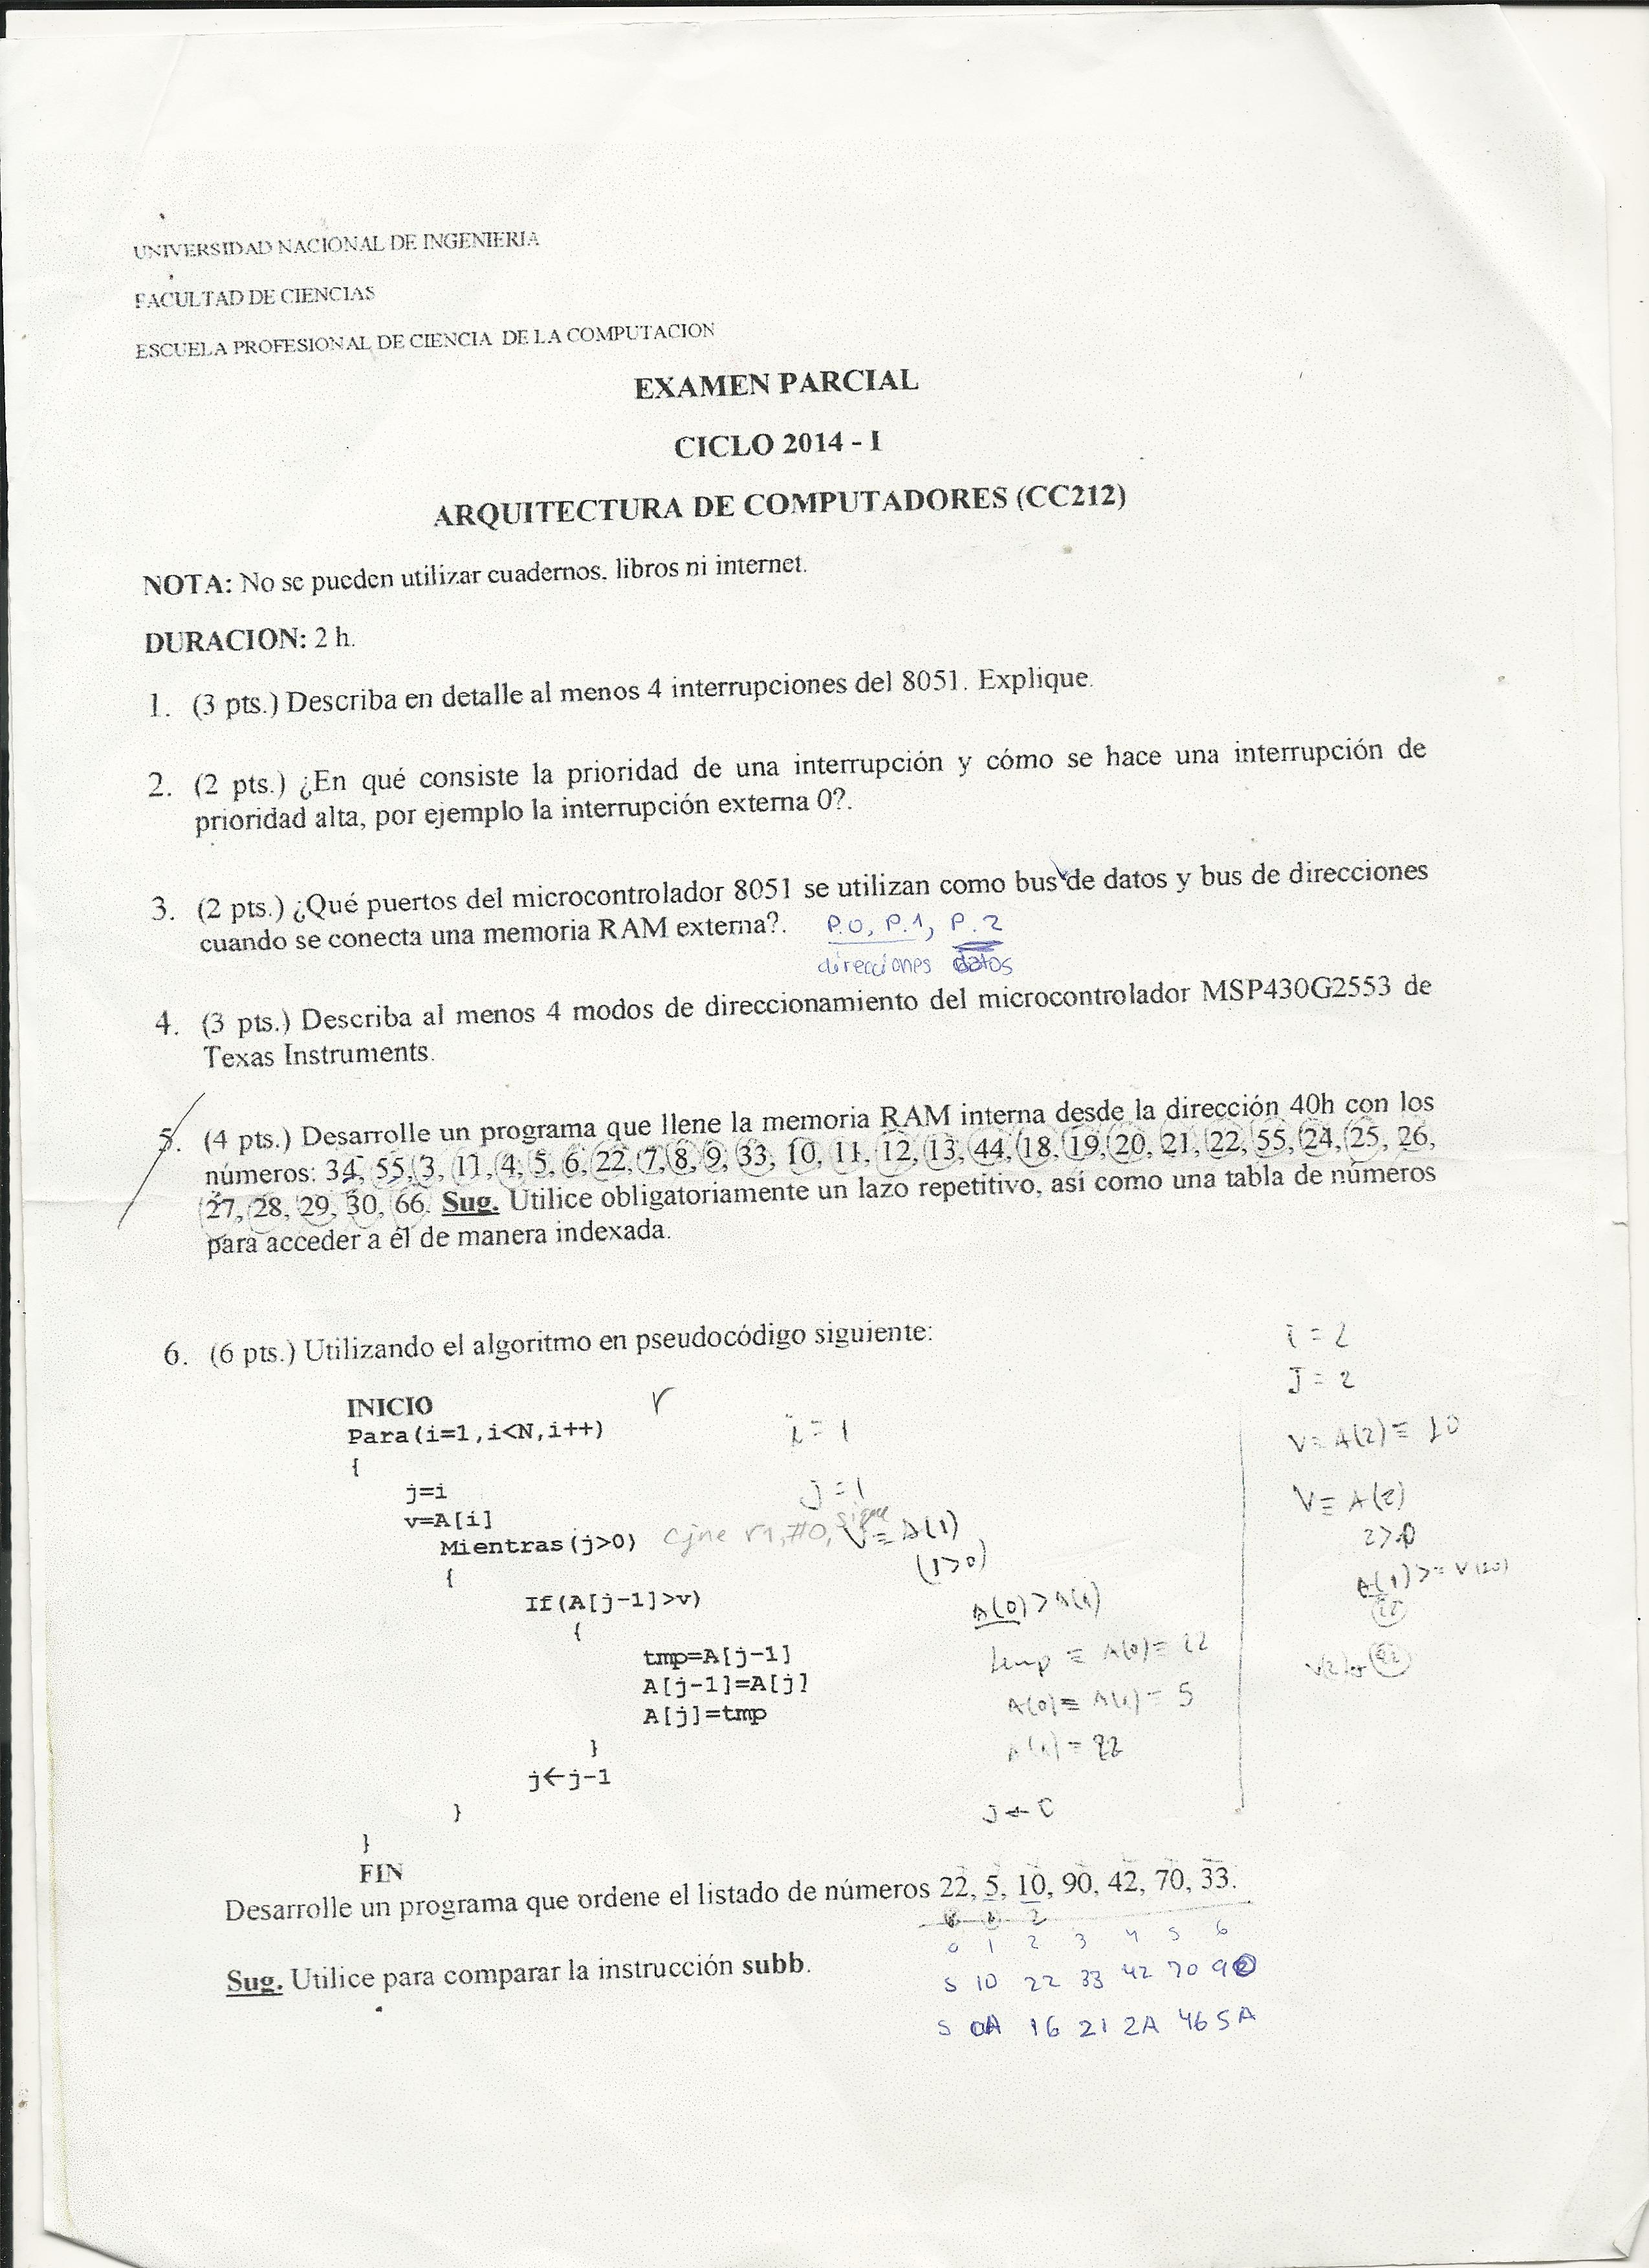 UNIVERSIDAD NACIONAL DE INGENIERIA
FACULTAD DE CIENCIAS
ESCUELA PROFESIONAL DE CIENCIA DE LA COMPUTACION
EXAMEN PARCIAL
CICLO 2014 - I
ARQUITECTURA DE COMPUTADORES (CC212)
NOTA: No se pueden utilizar cuadernos, libros ni internet.
DURACION: 2 h.
1. (3 pts.) Describa en detalle al menos 4 interrupciones del 8051. Explique.
2. (2 pts.) ¿En qué consiste la prioridad de una interrupción y cómo se hace una interrupción de
prioridad alta, por ejemplo la interrupción externa 0?.
3. (2 pts.) ¿Qué puertos del microcontrolador 8051 se utilizan como bus de datos y bus de direcciones
cuando se conecta una memoria RAM externa?. P.0, P.1, P.2
direcciones datos
4. (3 pts.) Describa al menos 4 modos de direccionamiento del microcontrolador MSP430G2553 de
Texas Instruments.
5. (4 pts.) Desarrolle un programa que llene la memoria RAM interna desde la dirección 40h con los
números: 34, 55, 3, 11, 4, 5, 6, 22, 7, 8, 9, 33, 10, 11, 12, 13, 44, 18, 19, 20, 21, 22, 55, 24, 25, 26,
27, 28, 29, 30, 66. Sug. Utilice obligatoriamente un lazo repetitivo, así como una tabla de números
para acceder a él de manera indexada.
6. (6 pts.) Utilizando el algoritmo en pseudocódigo siguiente:
i = 2
J = 2
INICIO r
Para(i=1,i<N,i++) i = 1
V = A(2) ≡ 10
{
j=i j = 1
V ≡ A(2)
v=A[i] sigue
Mientras(j>0) cjne r1,#0, V ≡ A(1)
2>0
{ (1>0)
A(1) >= V(20)
If(A[j-1]>v) A(0)>A(1)
22
{
tmp=A[j-1] tmp ≡ A(0) = 22
A[j-1]=A[j] A(0) ≡ A(1) = 5
A[j]=tmp
} A(1) = 22
j←j-1
} J ← 0
}
FIN
Desarrolle un programa que ordene el listado de números 22, 5, 10, 90, 42, 70, 33.
0 1 2 3 4 5 6
Sug. Utilice para comparar la instrucción subb.
5 10 22 33 42 70 90
5 0A 16 21 2A 46 5A